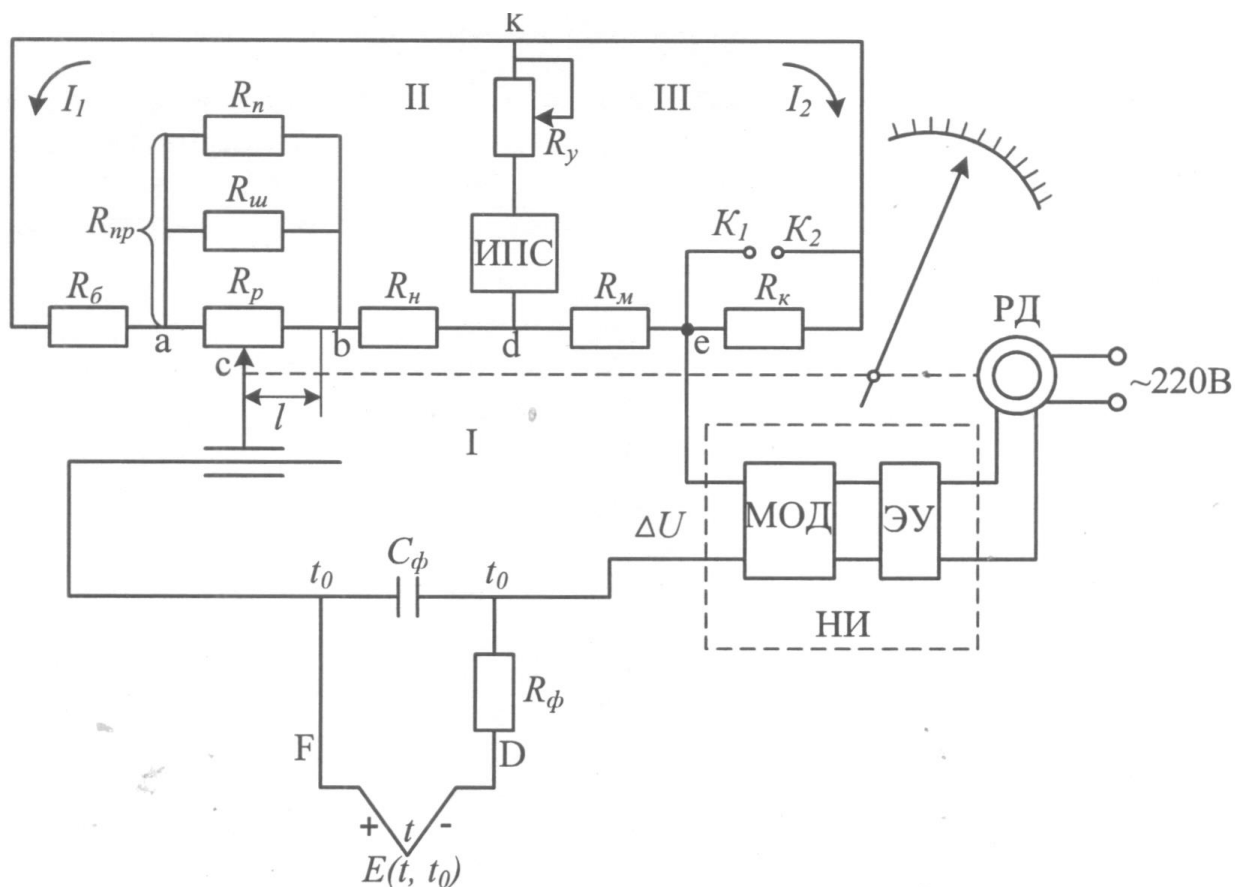 к
I₁
II
III
I₂
Rп
Rу
Rш
Rпр
K₁
K₂
ИПС
Rб
Rр
Rн
Rм
Rк
РД
a
b
d
e
c
~220В
l
I
МОД
ЭУ
ΔU
Cф
t₀
t₀
НИ
Rф
F
D
+
t
-
E(t, t₀)